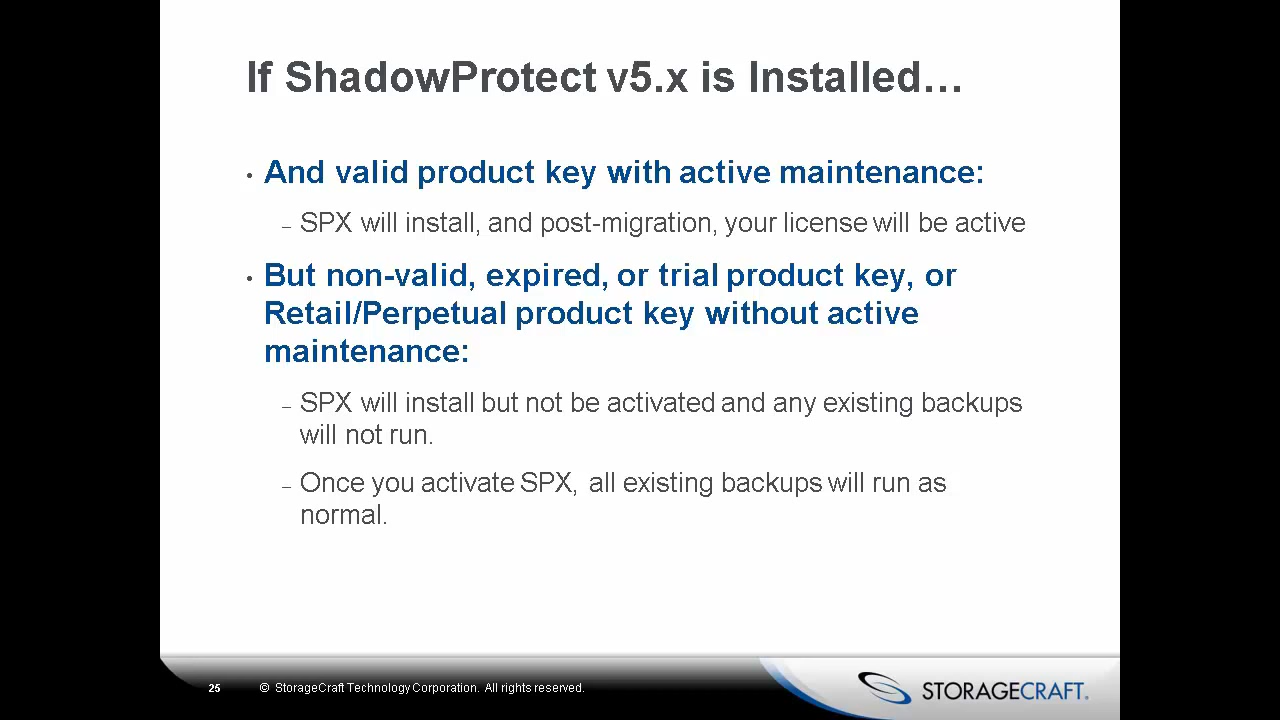 If ShadowProtect v5.x is Installed…
• And valid product key with active maintenance:
– SPX will install, and post-migration, your license will be active
• But non-valid, expired, or trial product key, or
Retail/Perpetual product key without active
maintenance:
– SPX will install but not be activated and any existing backups
will not run.
– Once you activate SPX, all existing backups will run as
normal.
25 © StorageCraft Technology Corporation. All rights reserved.
STORAGECRAFT.